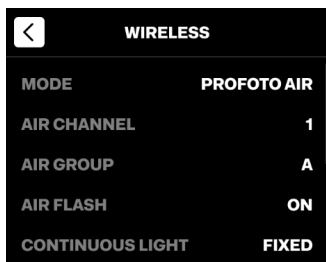 WIRELESS
MODE PROFOTO AIR
AIR CHANNEL 1
AIR GROUP A
AIR FLASH ON
CONTINUOUS LIGHT FIXED